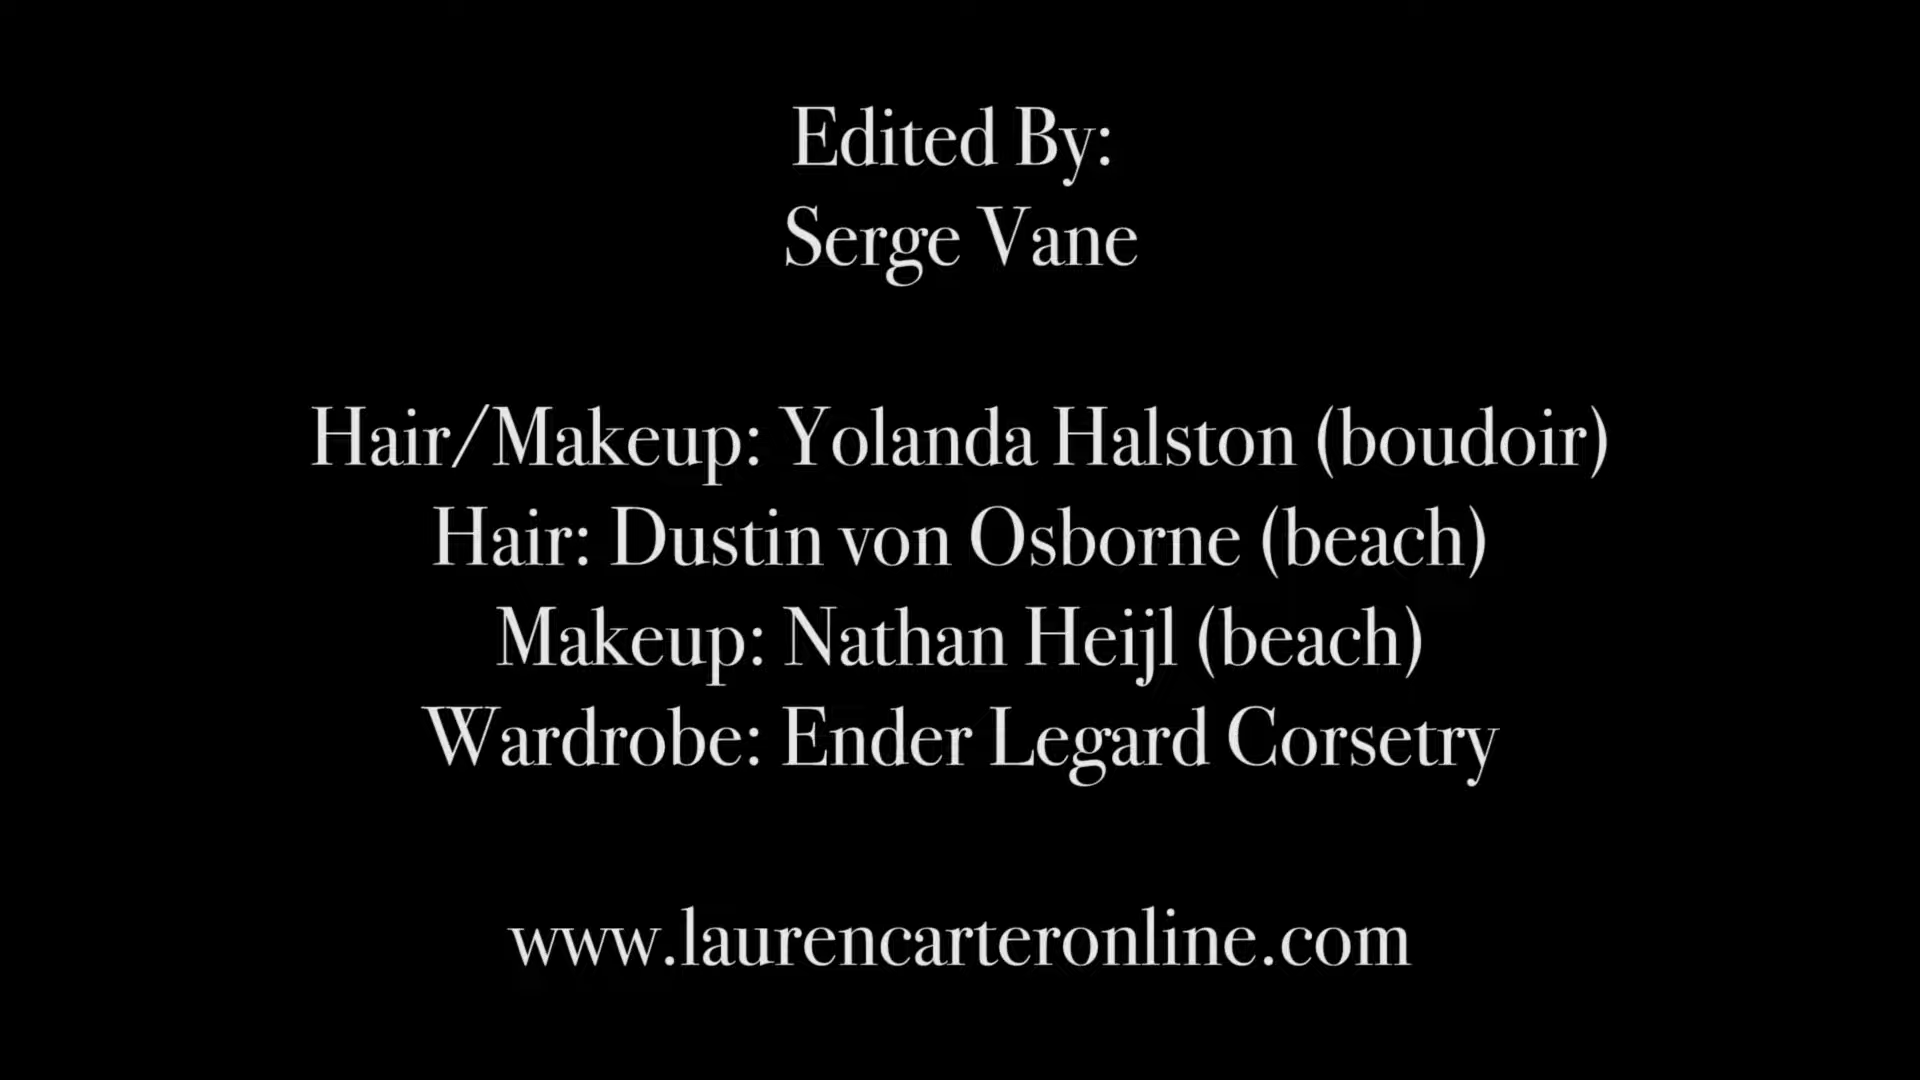 Edited By:
Serge Vane
Hair/Makeup: Yolanda Halston (boudoir)
Hair: Dustin von Osborne (beach)
Makeup: Nathan Heijl (beach)
Wardrobe: Ender Legard Corsetry
www.laurencarteronline.com